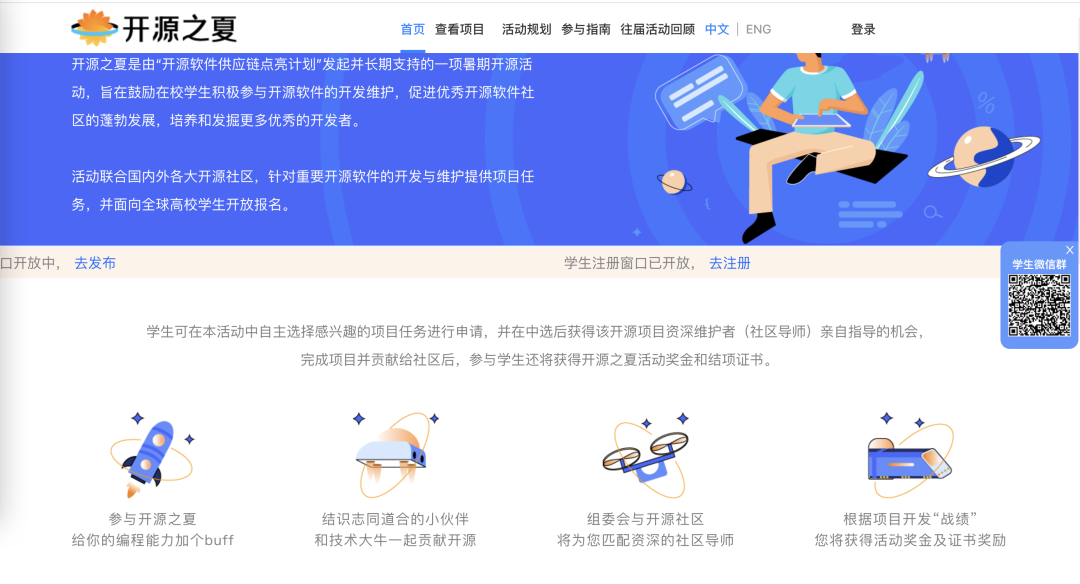 开源之夏
首页 查看项目 活动规划 参与指南 往届活动回顾 中文 | ENG 登录
开源之夏是由“开源软件供应链点亮计划”发起并长期支持的一项暑期开源活
动，旨在鼓励在校学生积极参与开源软件的开发维护，促进优秀开源软件社
区的蓬勃发展，培养和发掘更多优秀的开发者。
活动联合国内外各大开源社区，针对重要开源软件的开发与维护提供项目任
务，并面向全球高校学生开放报名。
口开放中， 去发布
学生注册窗口已开放， 去注册
学生微信群
学生可在本活动中自主选择感兴趣的项目任务进行申请，并在中选后获得该开源项目资深维护者（社区导师）亲自指导的机会，
完成项目并贡献给社区后，参与学生还将获得开源之夏活动奖金和结项证书。
参与开源之夏
给你的编程能力加个buff
结识志同道合的小伙伴
和技术大牛一起贡献开源
组委会与开源社区
将为您匹配资深的社区导师
根据项目开发“战绩”
您将获得活动奖金及证书奖励